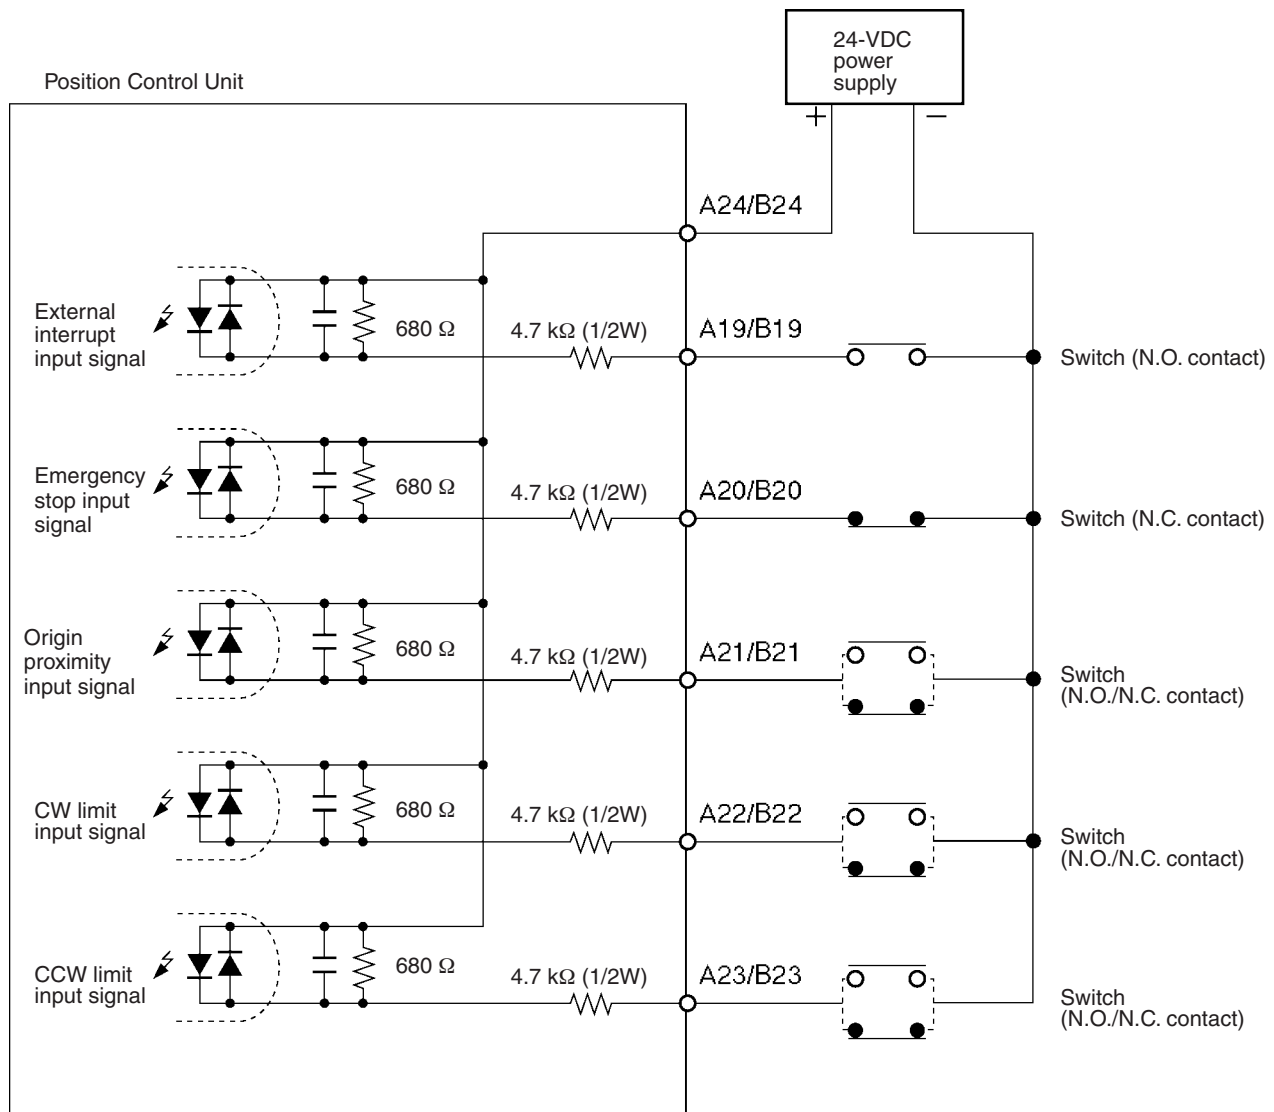 24-VDC
power
supply
Position Control Unit
+ −
A24/B24
External
interrupt
input signal
680 Ω
4.7 kΩ (1/2W)
A19/B19
Switch (N.O. contact)
Emergency
stop input
signal
680 Ω
4.7 kΩ (1/2W)
A20/B20
Switch (N.C. contact)
Origin
proximity
input signal
680 Ω
4.7 kΩ (1/2W)
A21/B21
Switch
(N.O./N.C. contact)
CW limit
input signal
680 Ω
4.7 kΩ (1/2W)
A22/B22
Switch
(N.O./N.C. contact)
CCW limit
input signal
680 Ω
4.7 kΩ (1/2W)
A23/B23
Switch
(N.O./N.C. contact)